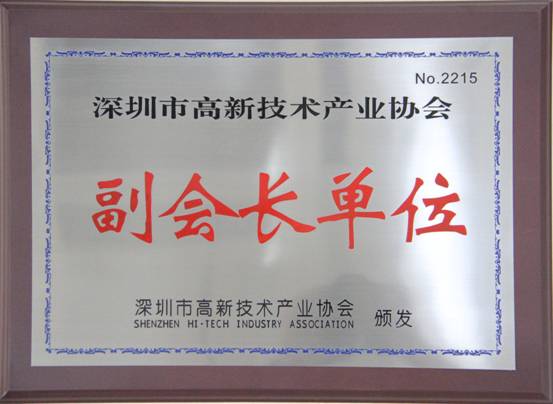 No.2215
深圳市高新技术产业协会
副会长单位
深圳市高新技术产业协会 颁发
SHENZHEN HI-TECH INDUSTRY ASSOCIATION